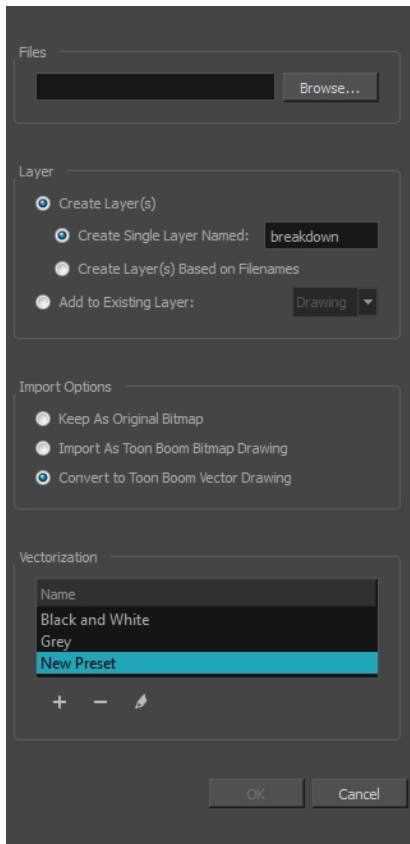 Files
Browse...
Layer
Create Layer(s)
Create Single Layer Named: breakdown
Create Layer(s) Based on Filenames
Add to Existing Layer: Drawing
Import Options
Keep As Original Bitmap
Import As Toon Boom Bitmap Drawing
Convert to Toon Boom Vector Drawing
Vectorization
Name
Black and White
Grey
New Preset
OK Cancel